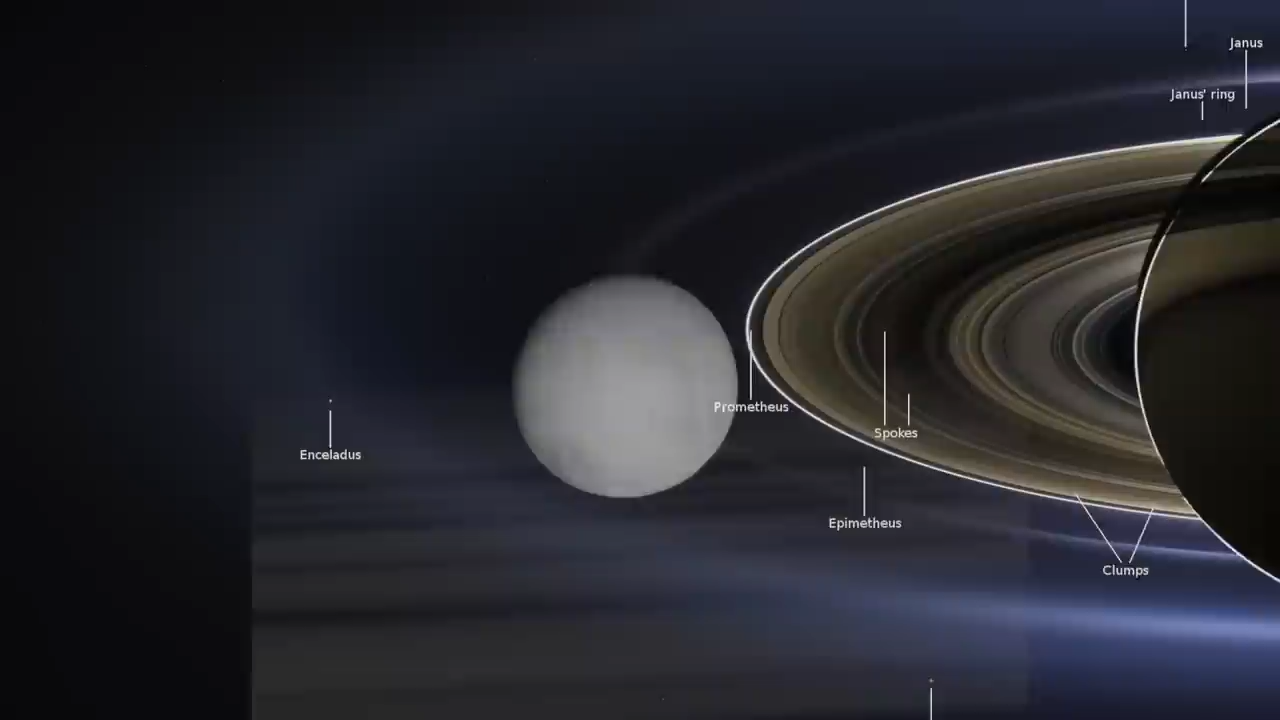 Janus
Janus' ring
Prometheus
Spokes
Enceladus
Epimetheus
Clumps